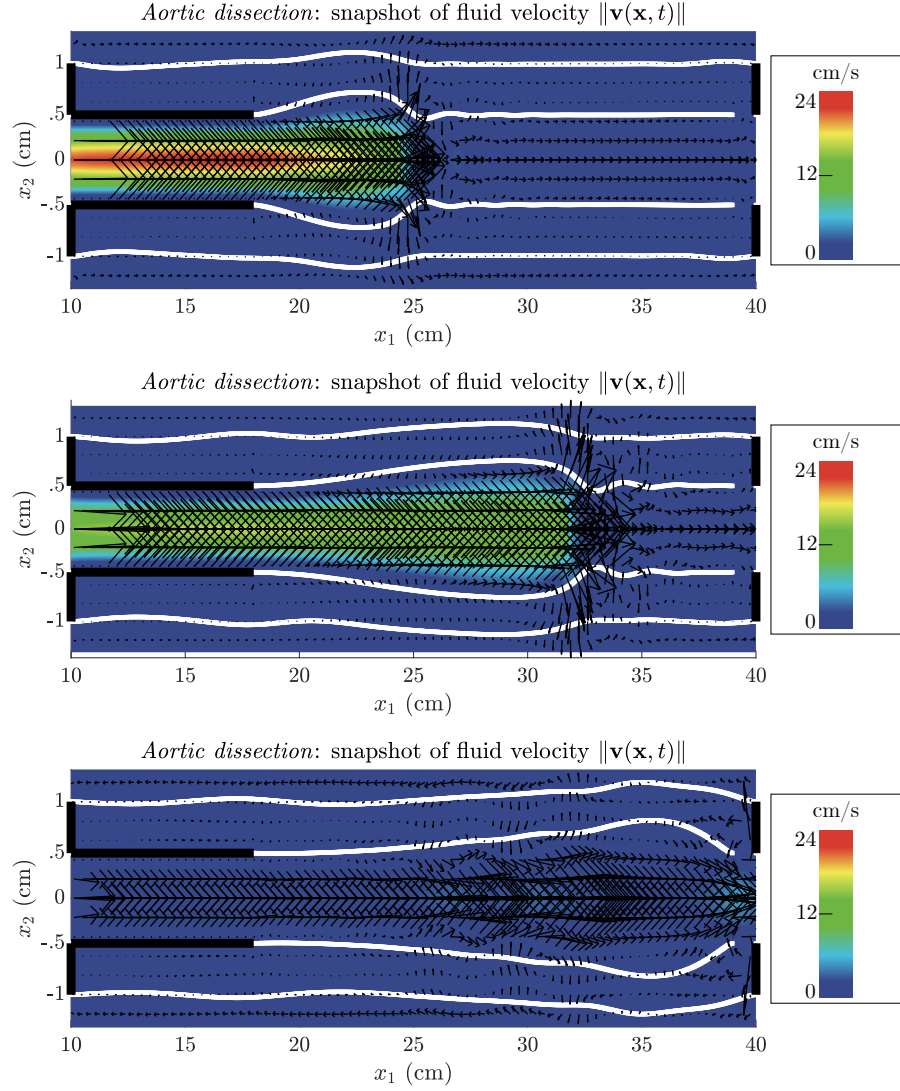 Aortic dissection: snapshot of fluid velocity ‖v(x, t)‖
x₂ (cm)
1
.5
0
-.5
-1
10 15 20 25 30 35 40
x₁ (cm)
cm/s
24
12
0
Aortic dissection: snapshot of fluid velocity ‖v(x, t)‖
x₂ (cm)
1
.5
0
-.5
-1
10 15 20 25 30 35 40
x₁ (cm)
cm/s
24
12
0
Aortic dissection: snapshot of fluid velocity ‖v(x, t)‖
x₂ (cm)
1
.5
0
-.5
-1
10 15 20 25 30 35 40
x₁ (cm)
cm/s
24
12
0